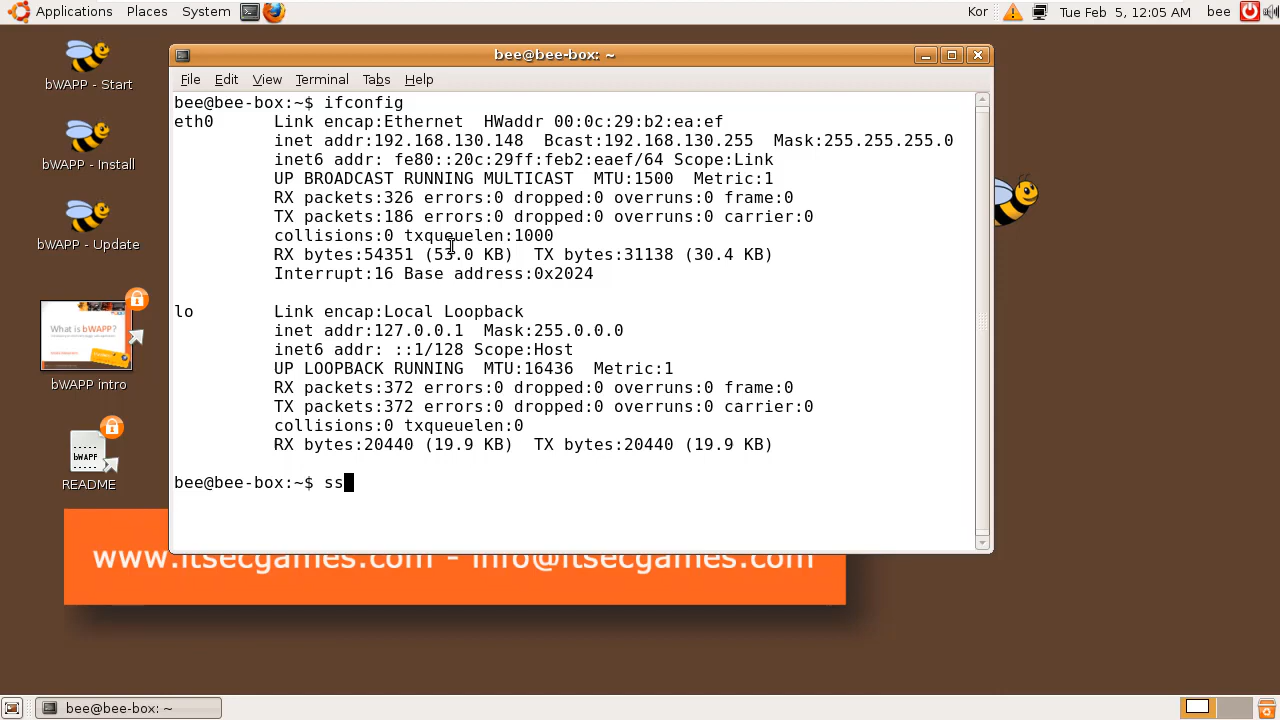 Applications Places System Kor Tue Feb 5, 12:05 AM bee
bee@bee-box: ~
File Edit View Terminal Tabs Help
bWAPP - Start
bWAPP - Install
bWAPP - Update
What is bWAPP?
bWAPP intro
bWAPP
README
bee@bee-box:~$ ifconfig
eth0 Link encap:Ethernet HWaddr 00:0c:29:b2:ea:ef
inet addr:192.168.130.148 Bcast:192.168.130.255 Mask:255.255.255.0
inet6 addr: fe80::20c:29ff:feb2:eaef/64 Scope:Link
UP BROADCAST RUNNING MULTICAST MTU:1500 Metric:1
RX packets:326 errors:0 dropped:0 overruns:0 frame:0
TX packets:186 errors:0 dropped:0 overruns:0 carrier:0
collisions:0 txqueuelen:1000
RX bytes:54351 (53.0 KB) TX bytes:31138 (30.4 KB)
Interrupt:16 Base address:0x2024
lo Link encap:Local Loopback
inet addr:127.0.0.1 Mask:255.0.0.0
inet6 addr: ::1/128 Scope:Host
UP LOOPBACK RUNNING MTU:16436 Metric:1
RX packets:372 errors:0 dropped:0 overruns:0 frame:0
TX packets:372 errors:0 dropped:0 overruns:0 carrier:0
collisions:0 txqueuelen:0
RX bytes:20440 (19.9 KB) TX bytes:20440 (19.9 KB)
bee@bee-box:~$ ss
www.itsecgames.com - info@itsecgames.com
bee@bee-box: ~